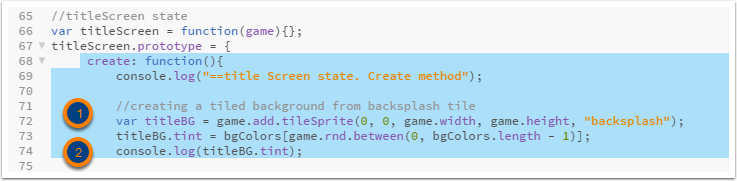 65 //titleScreen state
66 var titleScreen = function(game){};
67 titleScreen.prototype = {
68 create: function(){
69 console.log("==title Screen state. Create method");
70
71 //creating a tiled background from backsplash tile
1
72 var titleBG = game.add.tileSprite(0, 0, game.width, game.height, "backsplash");
73 titleBG.tint = bgColors[game.rnd.between(0, bgColors.length - 1)];
2
74 console.log(titleBG.tint);
75